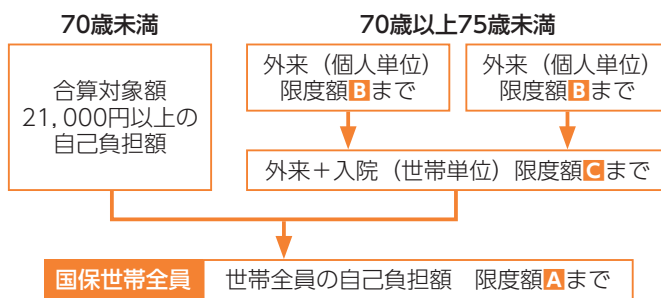 70歳未満
合算対象額
21,000円以上の
自己負担額
70歳以上75歳未満
外来（個人単位）
限度額Bまで
外来（個人単位）
限度額Bまで
外来＋入院（世帯単位）限度額Cまで
国保世帯全員 世帯全員の自己負担額 限度額Aまで